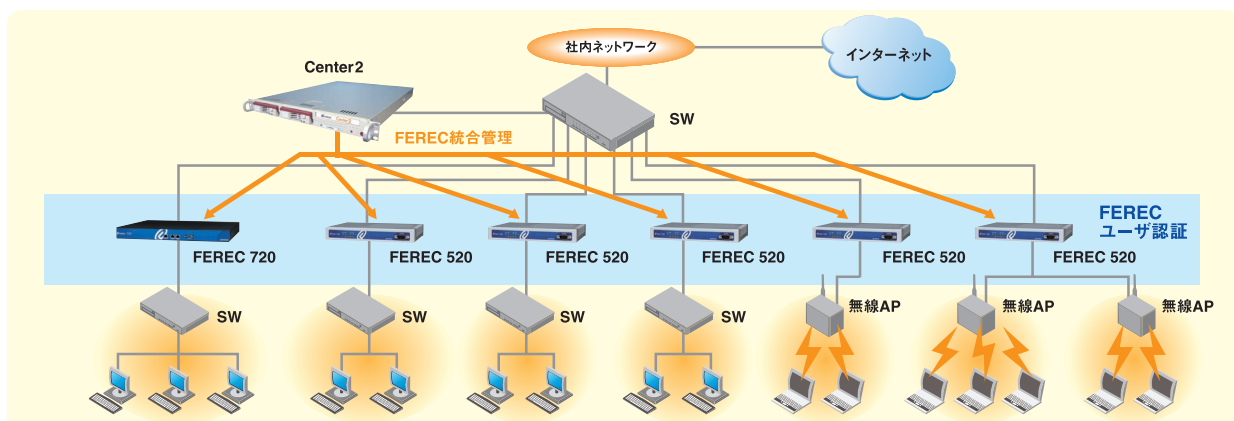 社内ネットワーク
インターネット
Center2
SW
FEREC統合管理
FEREC
ユーザ認証
FEREC 720
FEREC 520
FEREC 520
FEREC 520
FEREC 520
FEREC 520
SW
SW
SW
SW
無線AP
無線AP
無線AP